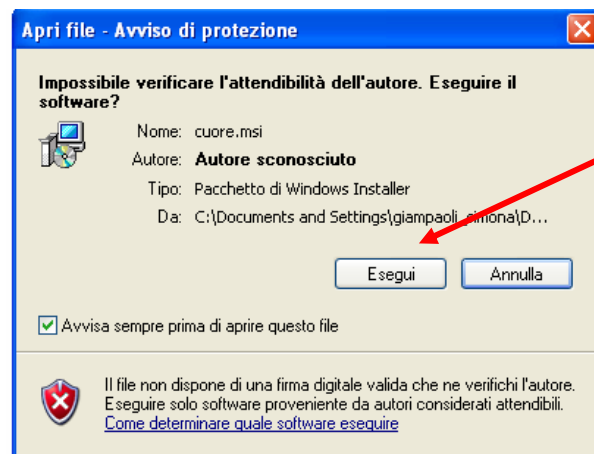 Apri file - Avviso di protezione
Impossibile verificare l'attendibilità dell'autore. Eseguire il
software?
Nome: cuore.msi
Autore: Autore sconosciuto
Tipo: Pacchetto di Windows Installer
Da: C:\Documents and Settings\giampaoli_simona\D...
Esegui Annulla
Avvisa sempre prima di aprire questo file
Il file non dispone di una firma digitale valida che ne verifichi l'autore.
Eseguire solo software proveniente da autori considerati attendibili.
Come determinare quale software eseguire